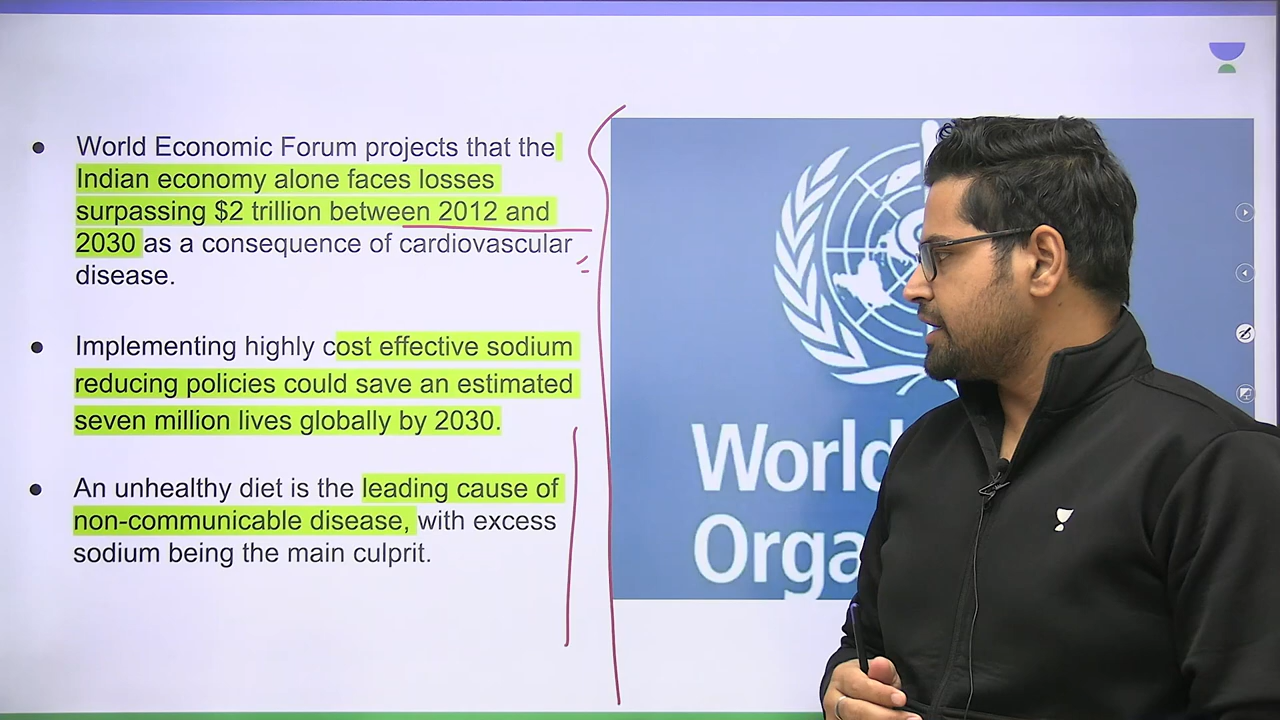 World Economic Forum projects that the
Indian economy alone faces losses
surpassing $2 trillion between 2012 and
2030 as a consequence of cardiovascular
disease.
Implementing highly cost effective sodium
reducing policies could save an estimated
seven million lives globally by 2030.
An unhealthy diet is the leading cause of
non-communicable disease, with excess
sodium being the main culprit.
World
Orga